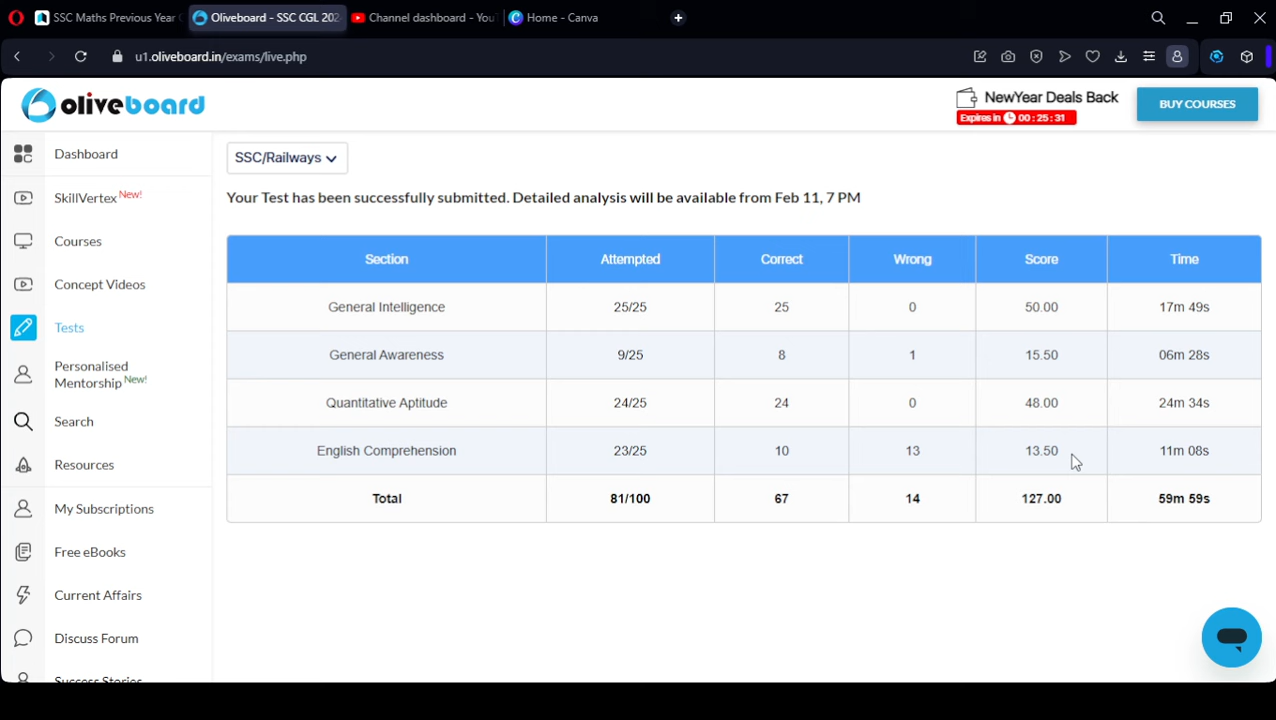 SSC Maths Previous Year
Oliveboard - SSC CGL 202
Channel dashboard - You
Home - Canva
u1.oliveboard.in/exams/live.php
oliveboard
NewYear Deals Back
Expires in 00 : 25 : 31
BUY COURSES
Dashboard
SkillVertex New!
Courses
Concept Videos
Tests
Personalised
Mentorship New!
Search
Resources
My Subscriptions
Free eBooks
Current Affairs
Discuss Forum
Success Stories
SSC/Railways
Your Test has been successfully submitted. Detailed analysis will be available from Feb 11, 7 PM
Section Attempted Correct Wrong Score Time
General Intelligence 25/25 25 0 50.00 17m 49s
General Awareness 9/25 8 1 15.50 06m 28s
Quantitative Aptitude 24/25 24 0 48.00 24m 34s
English Comprehension 23/25 10 13 13.50 11m 08s
Total 81/100 67 14 127.00 59m 59s